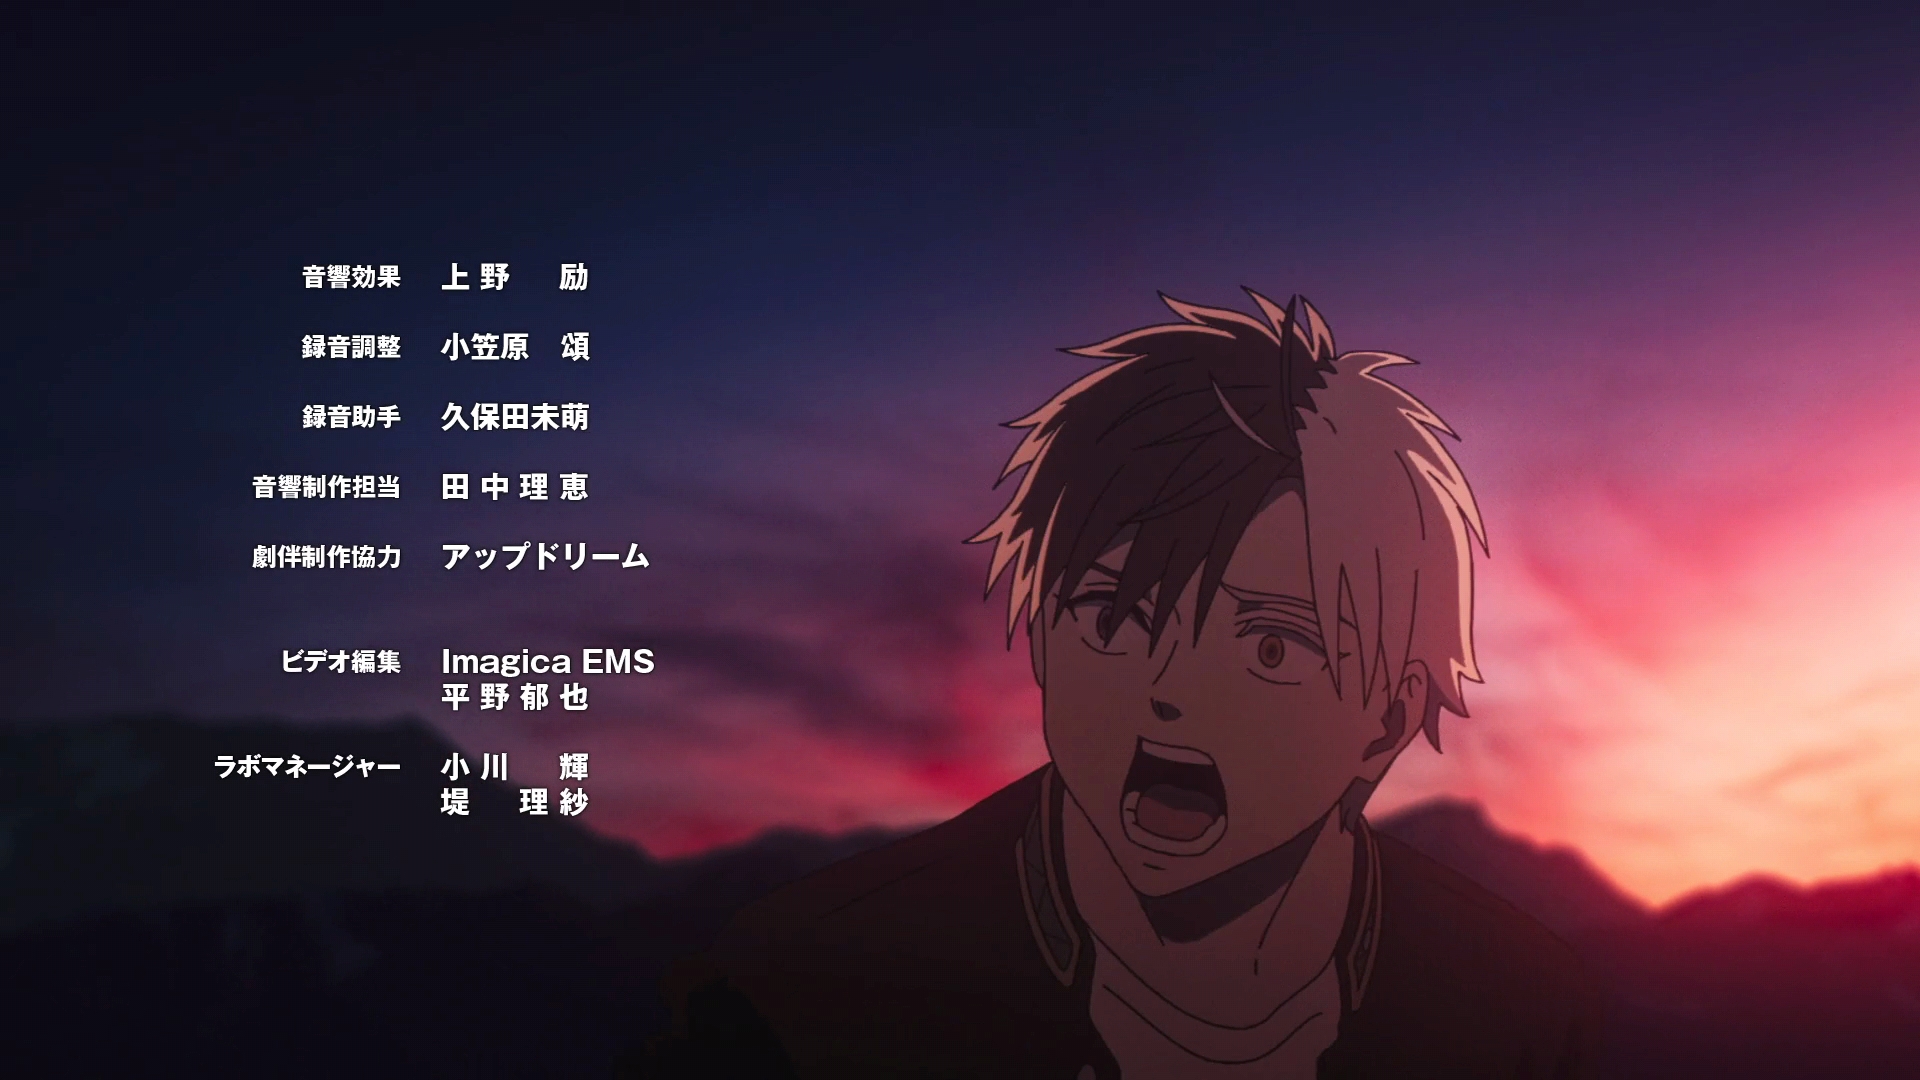 音響効果 上野 励
録音調整 小笠原 頌
録音助手 久保田未萌
音響制作担当 田中理恵
劇伴制作協力 アップドリーム
ビデオ編集 Imagica EMS
平野郁也
ラボマネージャー 小川 輝
堤 理紗